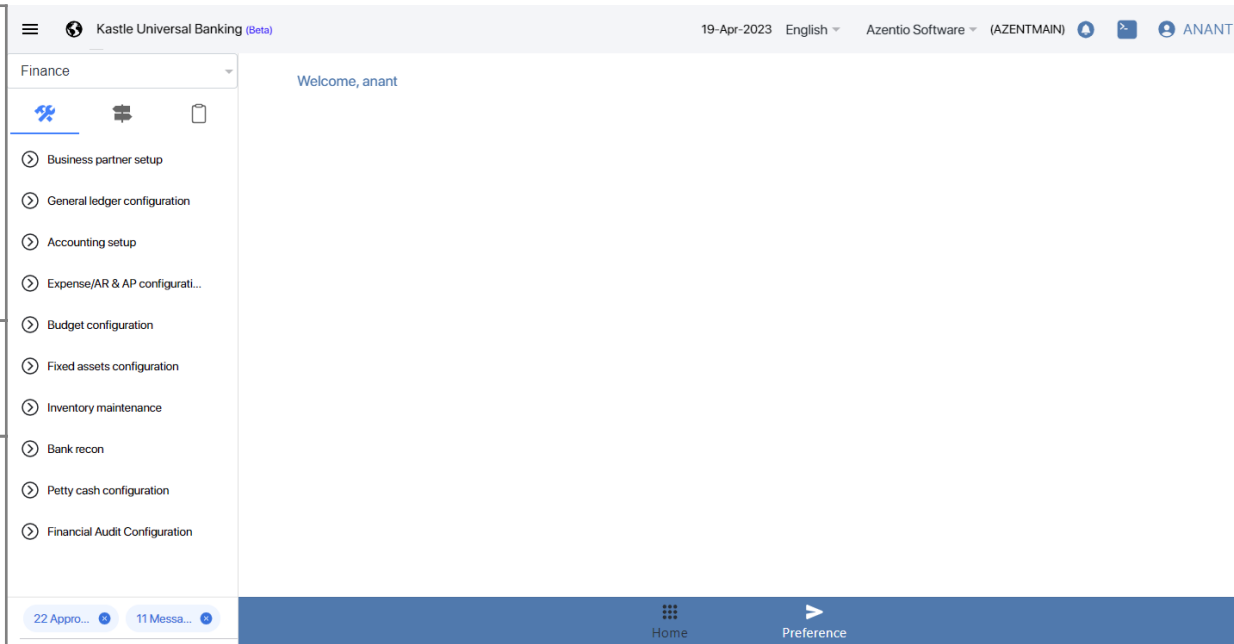 Kastle Universal Banking (Beta)
19-Apr-2023 English Azentio Software (AZENTMAIN) ANANT
Finance
Welcome, anant
Business partner setup
General ledger configuration
Accounting setup
Expense/AR & AP configurati...
Budget configuration
Fixed assets configuration
Inventory maintenance
Bank recon
Petty cash configuration
Financial Audit Configuration
22 Appro... 11 Messa...
Home Preference